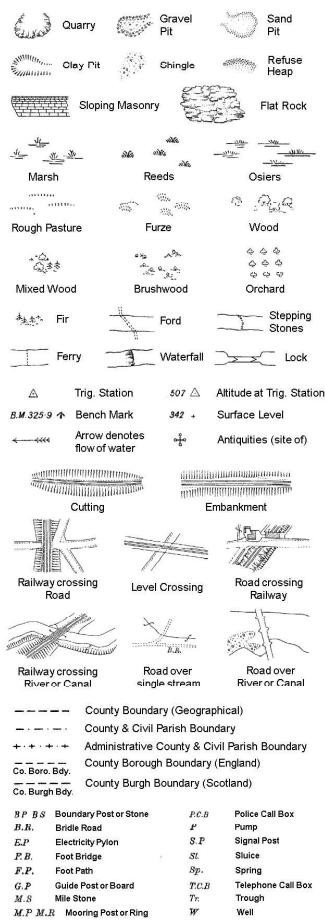 Quarry Gravel Pit Sand Pit
Clay Pit Shingle Refuse Heap
Sloping Masonry Flat Rock
Marsh Reeds Osiers
Rough Pasture Furze Wood
Mixed Wood Brushwood Orchard
Fir Ford Stepping Stones
Ferry Waterfall Lock
Trig. Station 507 Altitude at Trig. Station
B.M. 325·9 Bench Mark 342 Surface Level
Arrow denotes flow of water Antiquities (site of)
Cutting Embankment
Railway crossing Road Level Crossing Road crossing Railway
B.R.
Railway crossing River or Canal Road over single stream Road over River or Canal
County Boundary (Geographical)
County & Civil Parish Boundary
Administrative County & Civil Parish Boundary
Co. Boro. Bdy. County Borough Boundary (England)
Co. Burgh Bdy. County Burgh Boundary (Scotland)
B P B S Boundary Post or Stone P.C.B Police Call Box
B.R. Bridle Road P Pump
E.P Electricity Pylon S.P Signal Post
F.B. Foot Bridge Sl. Sluice
F.P. Foot Path Sp. Spring
G.P Guide Post or Board T.C.B Telephone Call Box
M.S Mile Stone Tr. Trough
M.P M.R Mooring Post or Ring W Well